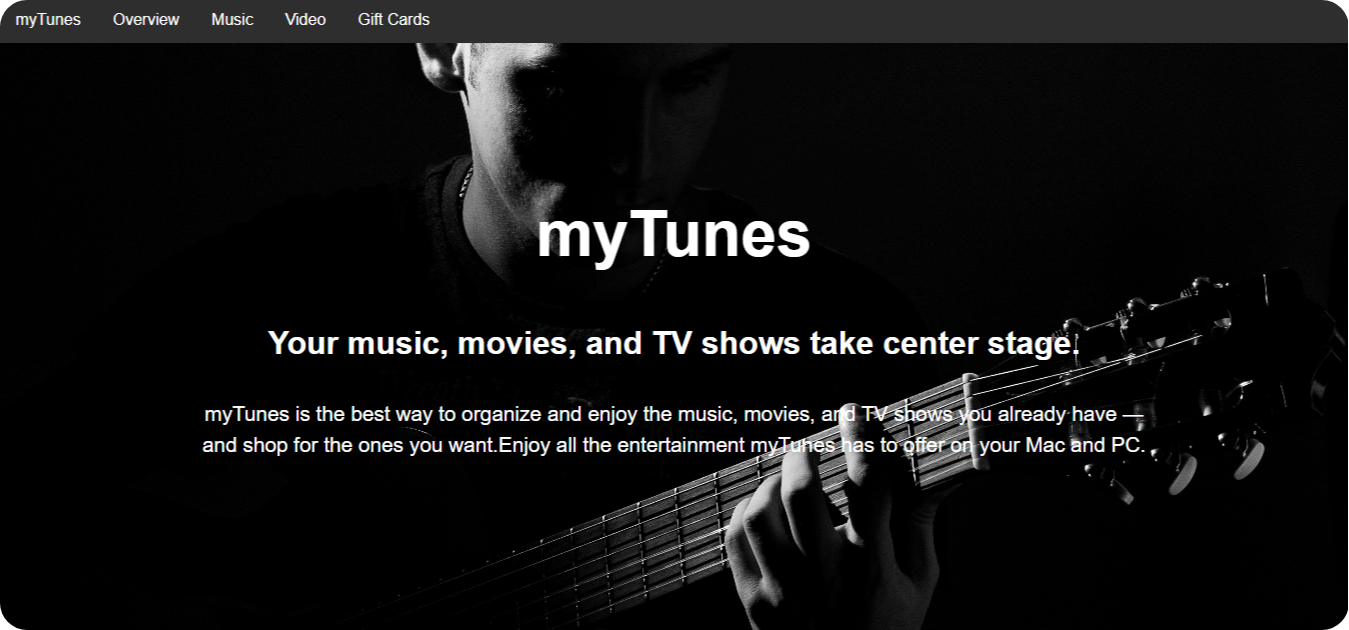 myTunes Overview Music Video Gift Cards
myTunes
Your music, movies, and TV shows take center stage.
myTunes is the best way to organize and enjoy the music, movies, and TV shows you already have —
and shop for the ones you want.Enjoy all the entertainment myTunes has to offer on your Mac and PC.